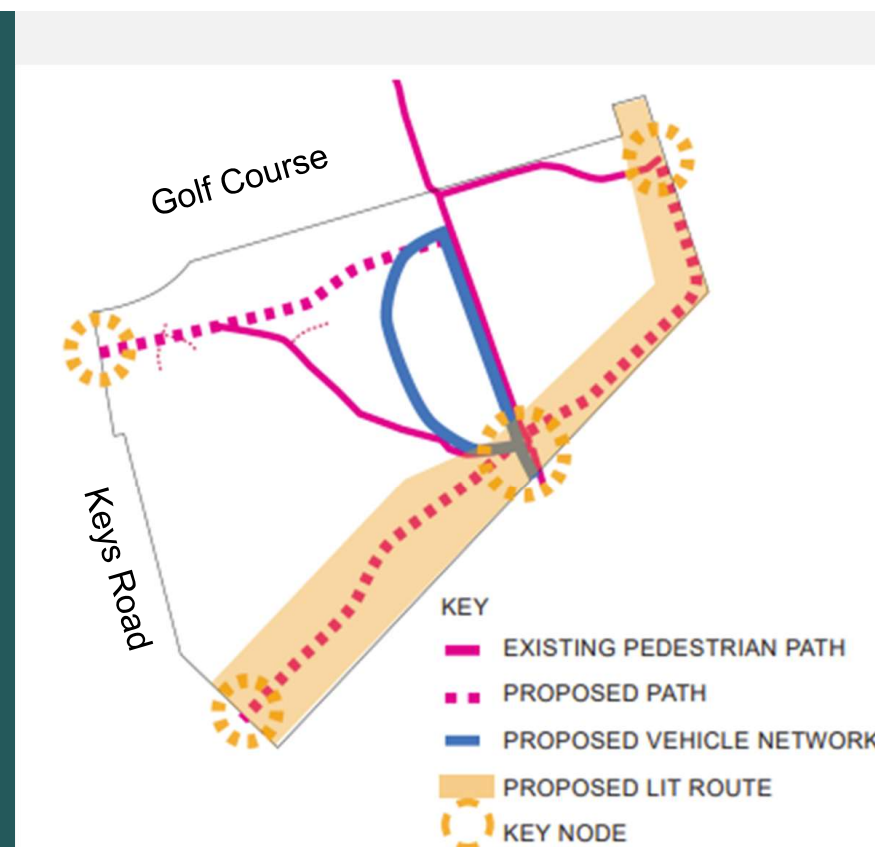 Golf Course
Keys Road
KEY
EXISTING PEDESTRIAN PATH
PROPOSED PATH
PROPOSED VEHICLE NETWORK
PROPOSED LIT ROUTE
KEY NODE